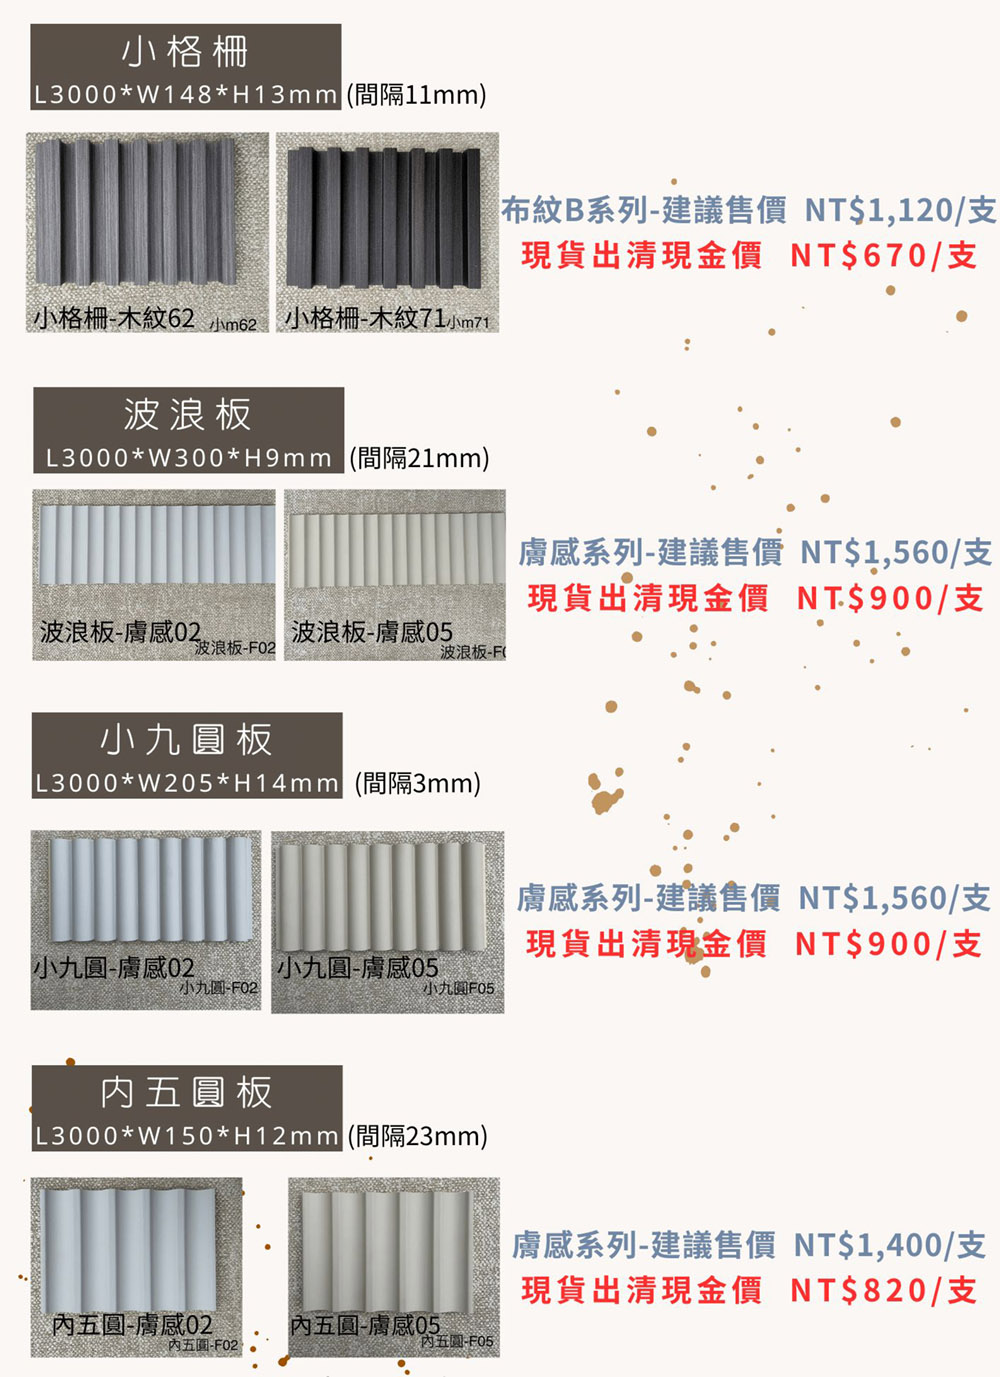 小格柵
L3000*W148*H13mm (間隔11mm)
布紋B系列-建議售價 NT$1,120/支
現貨出清現金價 NT$670/支
小格柵-木紋62 小m62
小格柵-木紋71 小m71
波浪板
L3000*W300*H9mm (間隔21mm)
膚感系列-建議售價 NT$1,560/支
現貨出清現金價 NT$900/支
波浪板-膚感02
波浪板-F02
波浪板-膚感05
波浪板-F0
小九圓板
L3000*W205*H14mm (間隔3mm)
膚感系列-建議售價 NT$1,560/支
現貨出清現金價 NT$900/支
小九圓-膚感02
小九圓-F02
小九圓-膚感05
小九圓F05
內五圓板
L3000*W150*H12mm (間隔23mm)
膚感系列-建議售價 NT$1,400/支
現貨出清現金價 NT$820/支
內五圓-膚感02
內五圓-F02
內五圓-膚感05
內五圓-F05